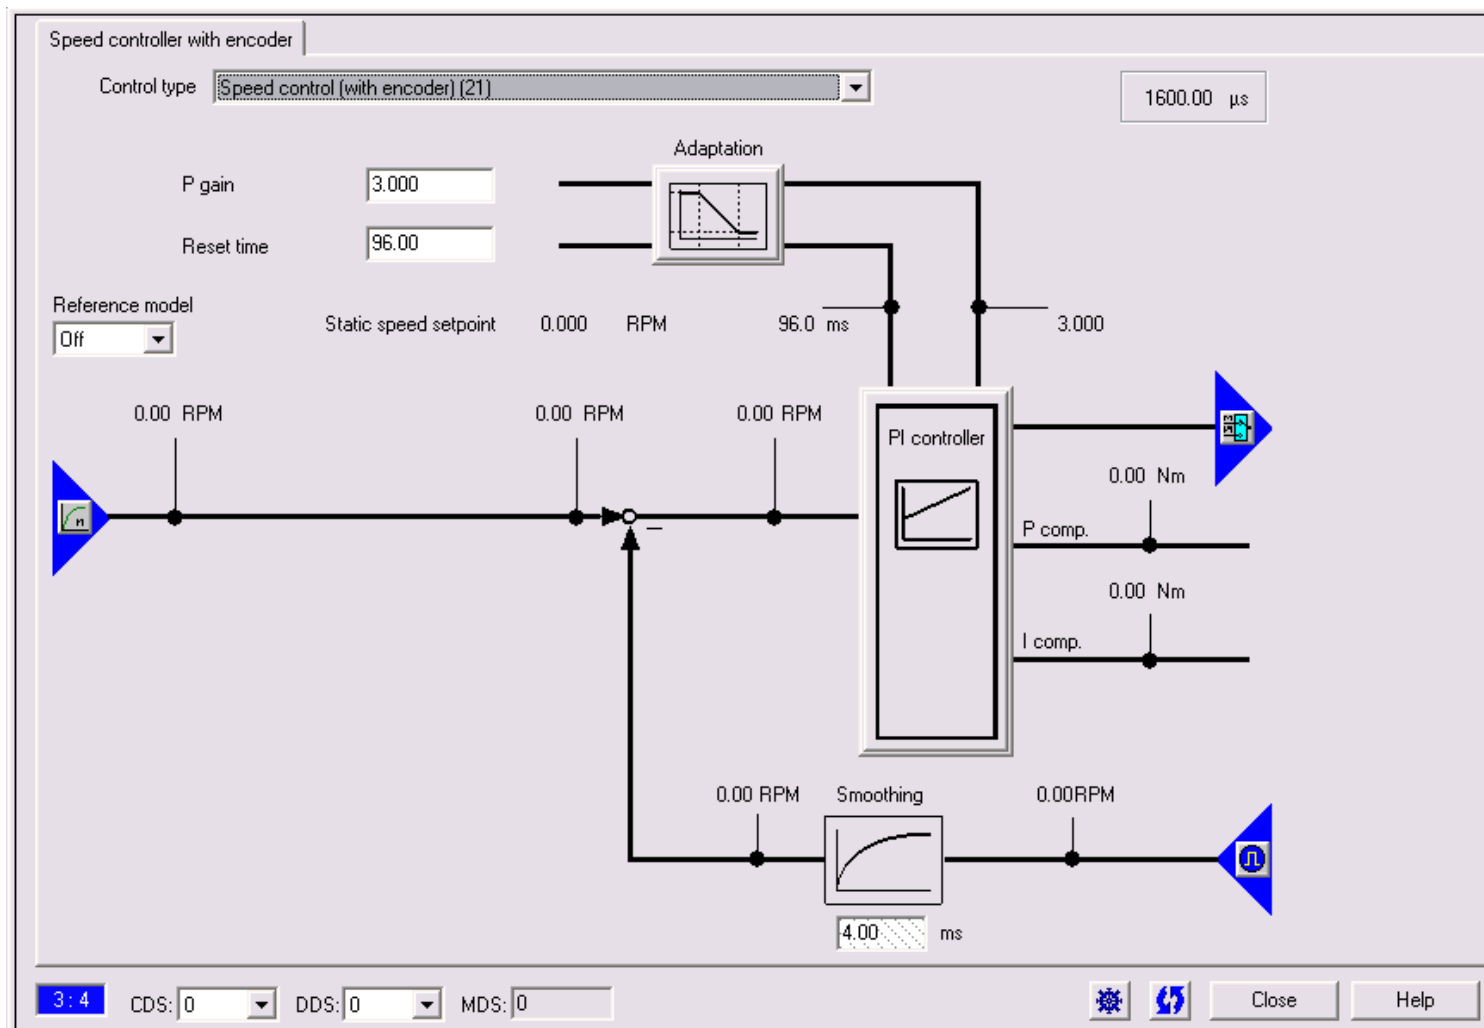 Speed controller with encoder
Control type Speed control (with encoder) (21)
1600.00 µs
Adaptation
P gain 3.000
Reset time 96.00
Reference model
Off
Static speed setpoint 0.000 RPM 96.0 ms 3.000
0.00 RPM 0.00 RPM 0.00 RPM
PI controller
0.00 Nm
P comp.
0.00 Nm
I comp.
0.00 RPM Smoothing 0.00RPM
4.00 ms
3 : 4 CDS: 0 DDS: 0 MDS: 0 Close Help